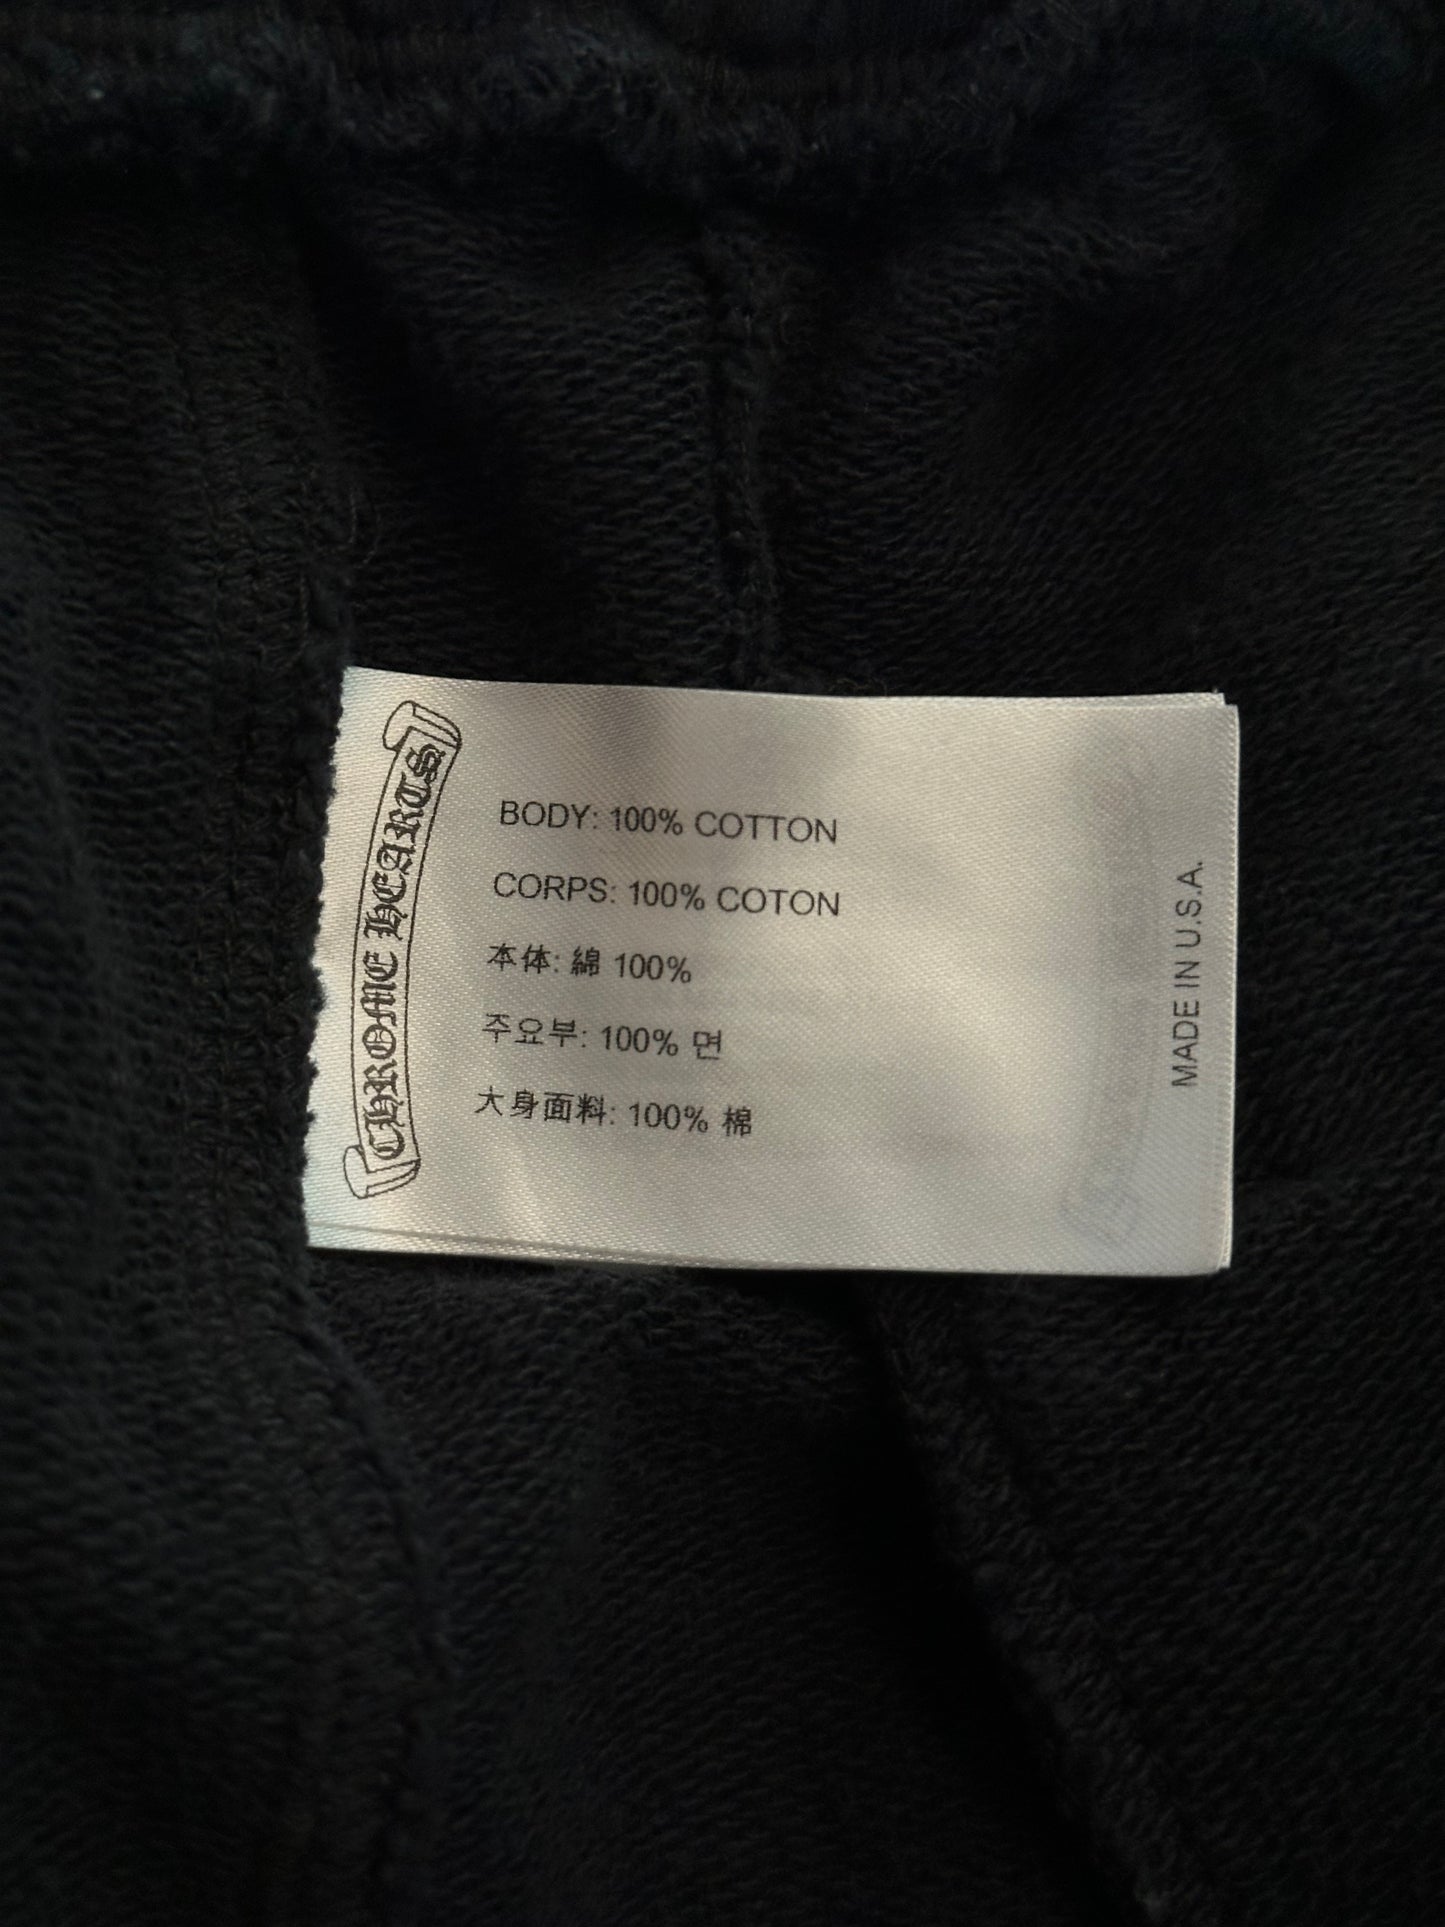 CHROME HEARTS
BODY: 100% COTTON
CORPS: 100% COTON
本体: 綿 100%
주요부: 100% 면
大身面料: 100% 棉
MADE IN U.S.A.